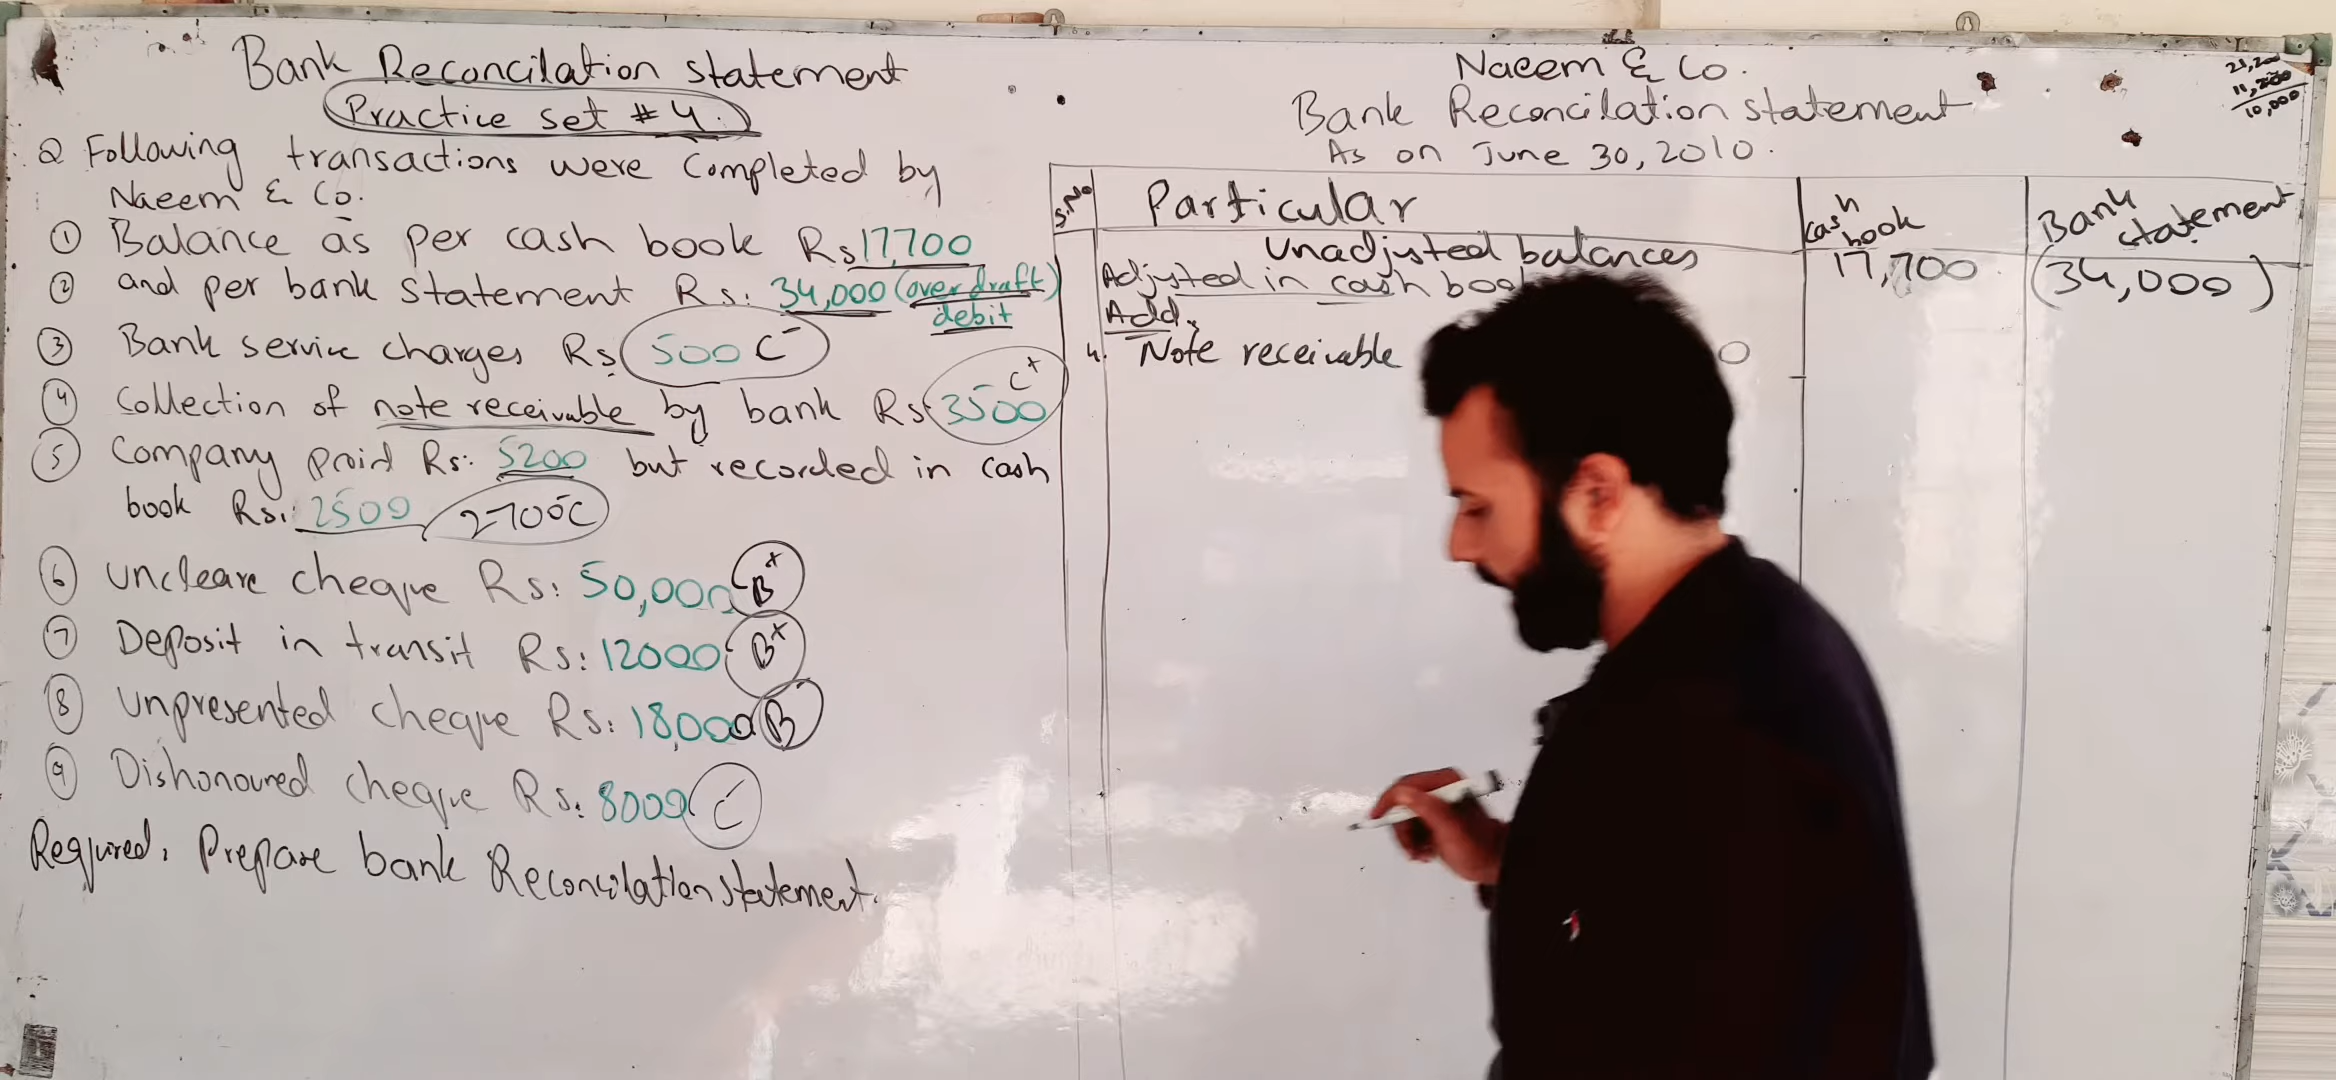 Bank Reconcilation statement
Practice set # 4.
Q Following transactions were completed by
Naeem & Co.
① Balance as per cash book Rs 17,700
② and per bank statement Rs: 34,000 (over draft)
debit
③ Bank service charges Rs 500 C-
④ Collection of note receivable by bank Rs: 3500 C+
⑤ Company paid Rs: 5200 but recorded in cash
book Rs: 2500 2700 C-
⑥ uncleare cheque Rs: 50,000 B+
⑦ Deposit in transit Rs: 12000 B+
⑧ unpresented cheque Rs: 18,000 B-
⑨ Dishonoured cheque Rs: 8000 C-
Required, Prepare bank Reconcilation statement.
Naeem & Co.
Bank Reconcilation statement
As on June 30, 2010.
S.No Particular cash book Bank statement
unadjusted balances 17,700 (34,000)
Adjusted in cash book
Add,
4. Note receivable 0
21,200
11,200
10,000